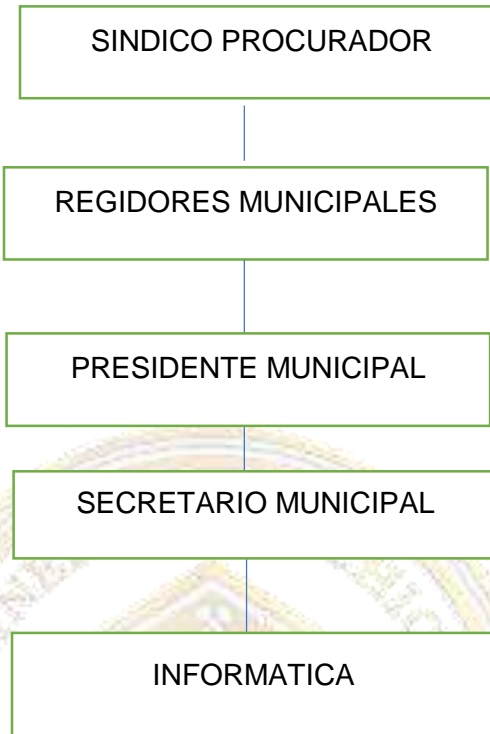 SINDICO PROCURADOR
REGIDORES MUNICIPALES
PRESIDENTE MUNICIPAL
SECRETARIO MUNICIPAL
INFORMATICA